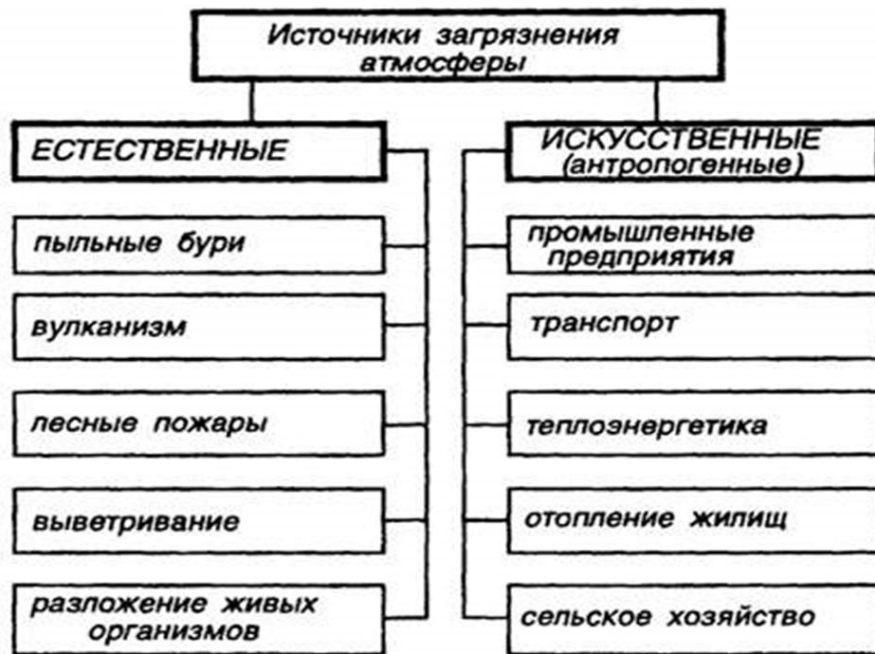 Источники загрязнения
атмосферы
ЕСТЕСТВЕННЫЕ
пыльные бури
вулканизм
лесные пожары
выветривание
разложение живых
организмов
ИСКУССТВЕННЫЕ
(антропогенные)
промышленные
предприятия
транспорт
теплоэнергетика
отопление жилищ
сельское хозяйство